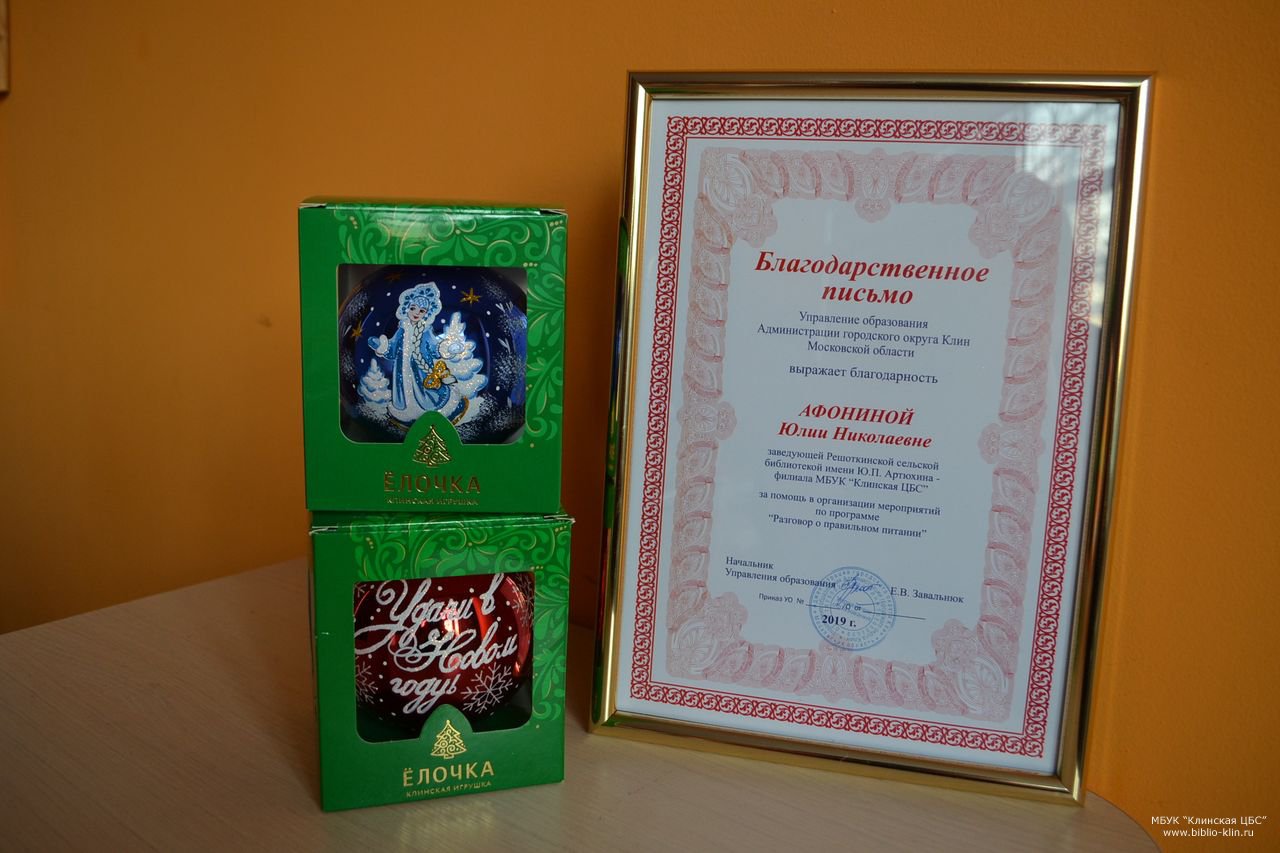 ЁЛОЧКА
КЛИНСКАЯ ИГРУШКА
Удачи в
Новом
году!
ЁЛОЧКА
КЛИНСКАЯ ИГРУШКА
Благодарственное
письмо
Управление образования
Администрации городского округа Клин
Московской области
выражает благодарность
АФОНИНОЙ
Юлии Николаевне
заведующей Решоткинской сельской
библиотекой имени Ю.П. Артюхина -
филиала МБУК “Клинская ЦБС”
за помощь в организации мероприятий
по программе
“Разговор о правильном питании”
Начальник
Управления образования Е.В. Завальнюк
Приказ УО № от
2019 г.
МБУК “Клинская ЦБС”
www.biblio-klin.ru